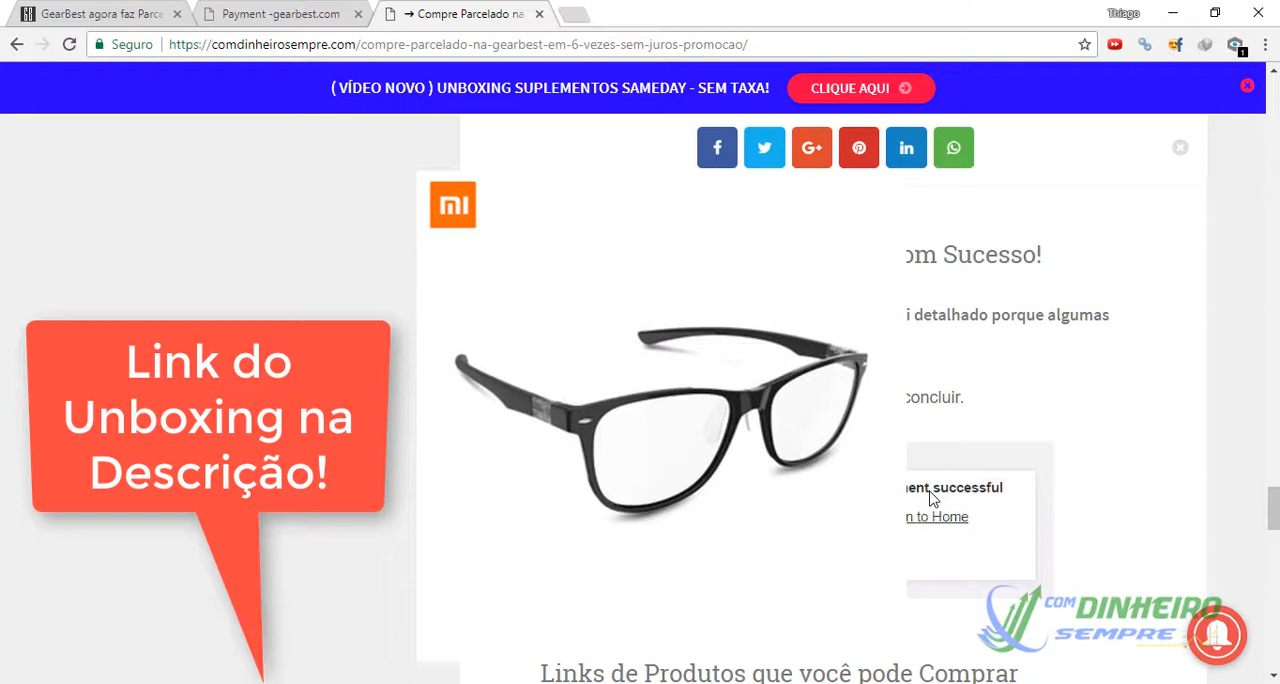 GearBest agora faz Parce
Payment -gearbest.com
→ Compre Parcelado na
Thiago
Seguro
https://comdinheirosempre.com/compre-parcelado-na-gearbest-em-6-vezes-sem-juros-promocao/
1
( VÍDEO NOVO ) UNBOXING SUPLEMENTOS SAMEDAY - SEM TAXA!
CLIQUE AQUI
G+
in
mi
om Sucesso!
i detalhado porque algumas
Link do
Unboxing na
Descrição!
concluir.
ent successful
n to Home
COM DINHEIRO
SEMPRE
Links de Produtos que você pode Comprar